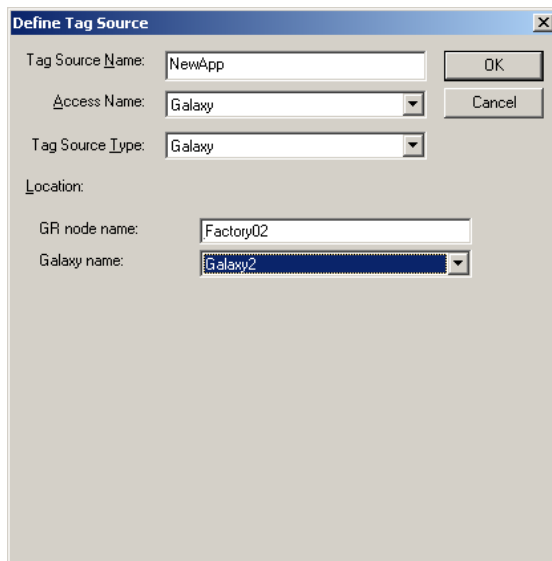 Define Tag Source
Tag Source Name: NewApp OK
Access Name: Galaxy Cancel
Tag Source Type: Galaxy
Location:
GR node name: Factory02
Galaxy name: Galaxy2